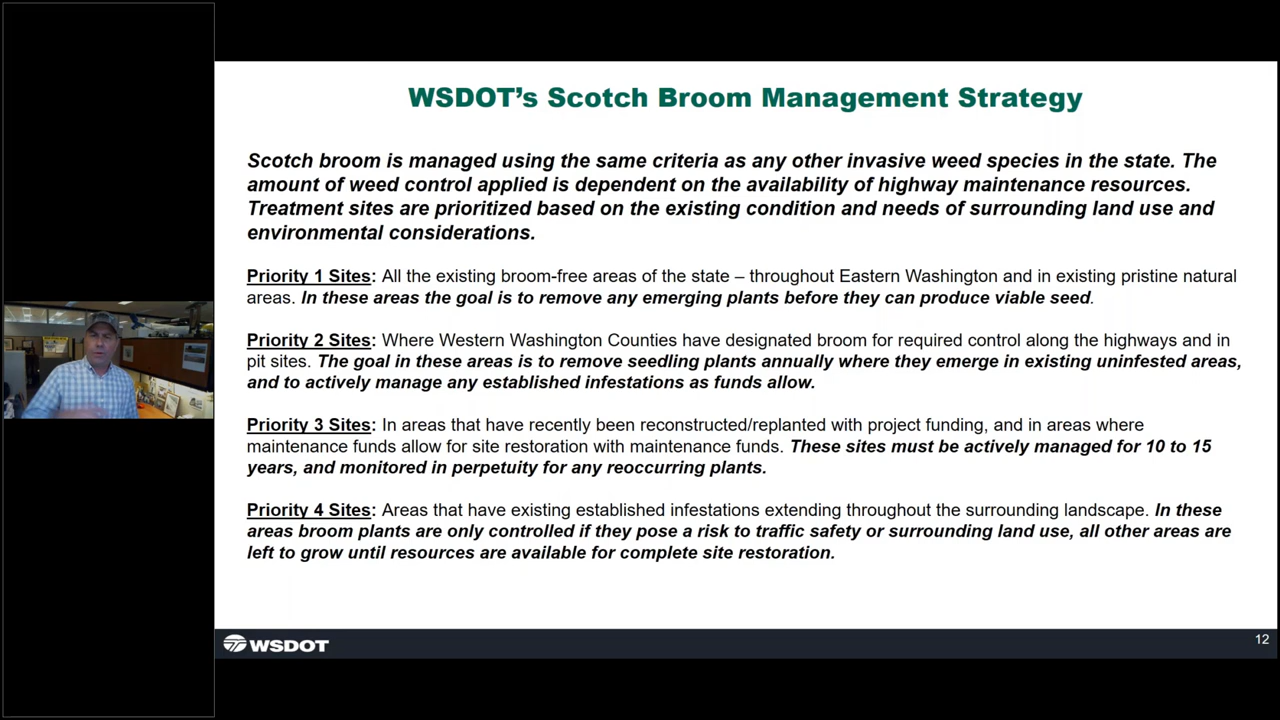 WSDOT’s Scotch Broom Management Strategy
Scotch broom is managed using the same criteria as any other invasive weed species in the state. The
amount of weed control applied is dependent on the availability of highway maintenance resources.
Treatment sites are prioritized based on the existing condition and needs of surrounding land use and
environmental considerations.
Priority 1 Sites: All the existing broom-free areas of the state – throughout Eastern Washington and in existing pristine natural
areas. In these areas the goal is to remove any emerging plants before they can produce viable seed.
Priority 2 Sites: Where Western Washington Counties have designated broom for required control along the highways and in
pit sites. The goal in these areas is to remove seedling plants annually where they emerge in existing uninfested areas,
and to actively manage any established infestations as funds allow.
Priority 3 Sites: In areas that have recently been reconstructed/replanted with project funding, and in areas where
maintenance funds allow for site restoration with maintenance funds. These sites must be actively managed for 10 to 15
years, and monitored in perpetuity for any reoccurring plants.
Priority 4 Sites: Areas that have existing established infestations extending throughout the surrounding landscape. In these
areas broom plants are only controlled if they pose a risk to traffic safety or surrounding land use, all other areas are
left to grow until resources are available for complete site restoration.
WSDOT
12